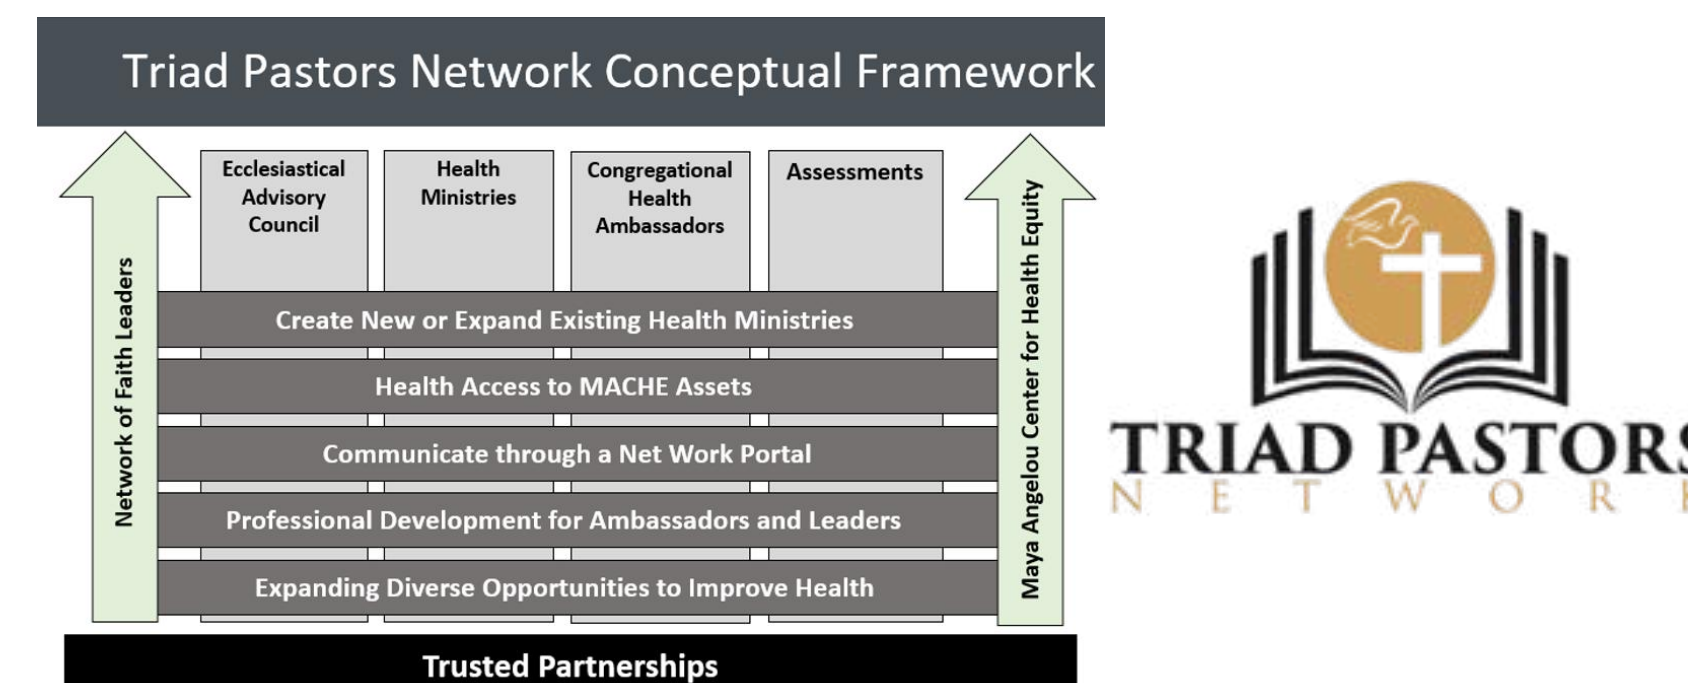 Triad Pastors Network Conceptual Framework
Ecclesiastical
Advisory
Council
Health
Ministries
Congregational
Health
Ambassadors
Assessments
Network of Faith Leaders
Maya Angelou Center for Health Equity
Create New or Expand Existing Health Ministries
Health Access to MACHE Assets
Communicate through a Net Work Portal
Professional Development for Ambassadors and Leaders
Expanding Diverse Opportunities to Improve Health
Trusted Partnerships
TRIAD PASTORS
NETWORK